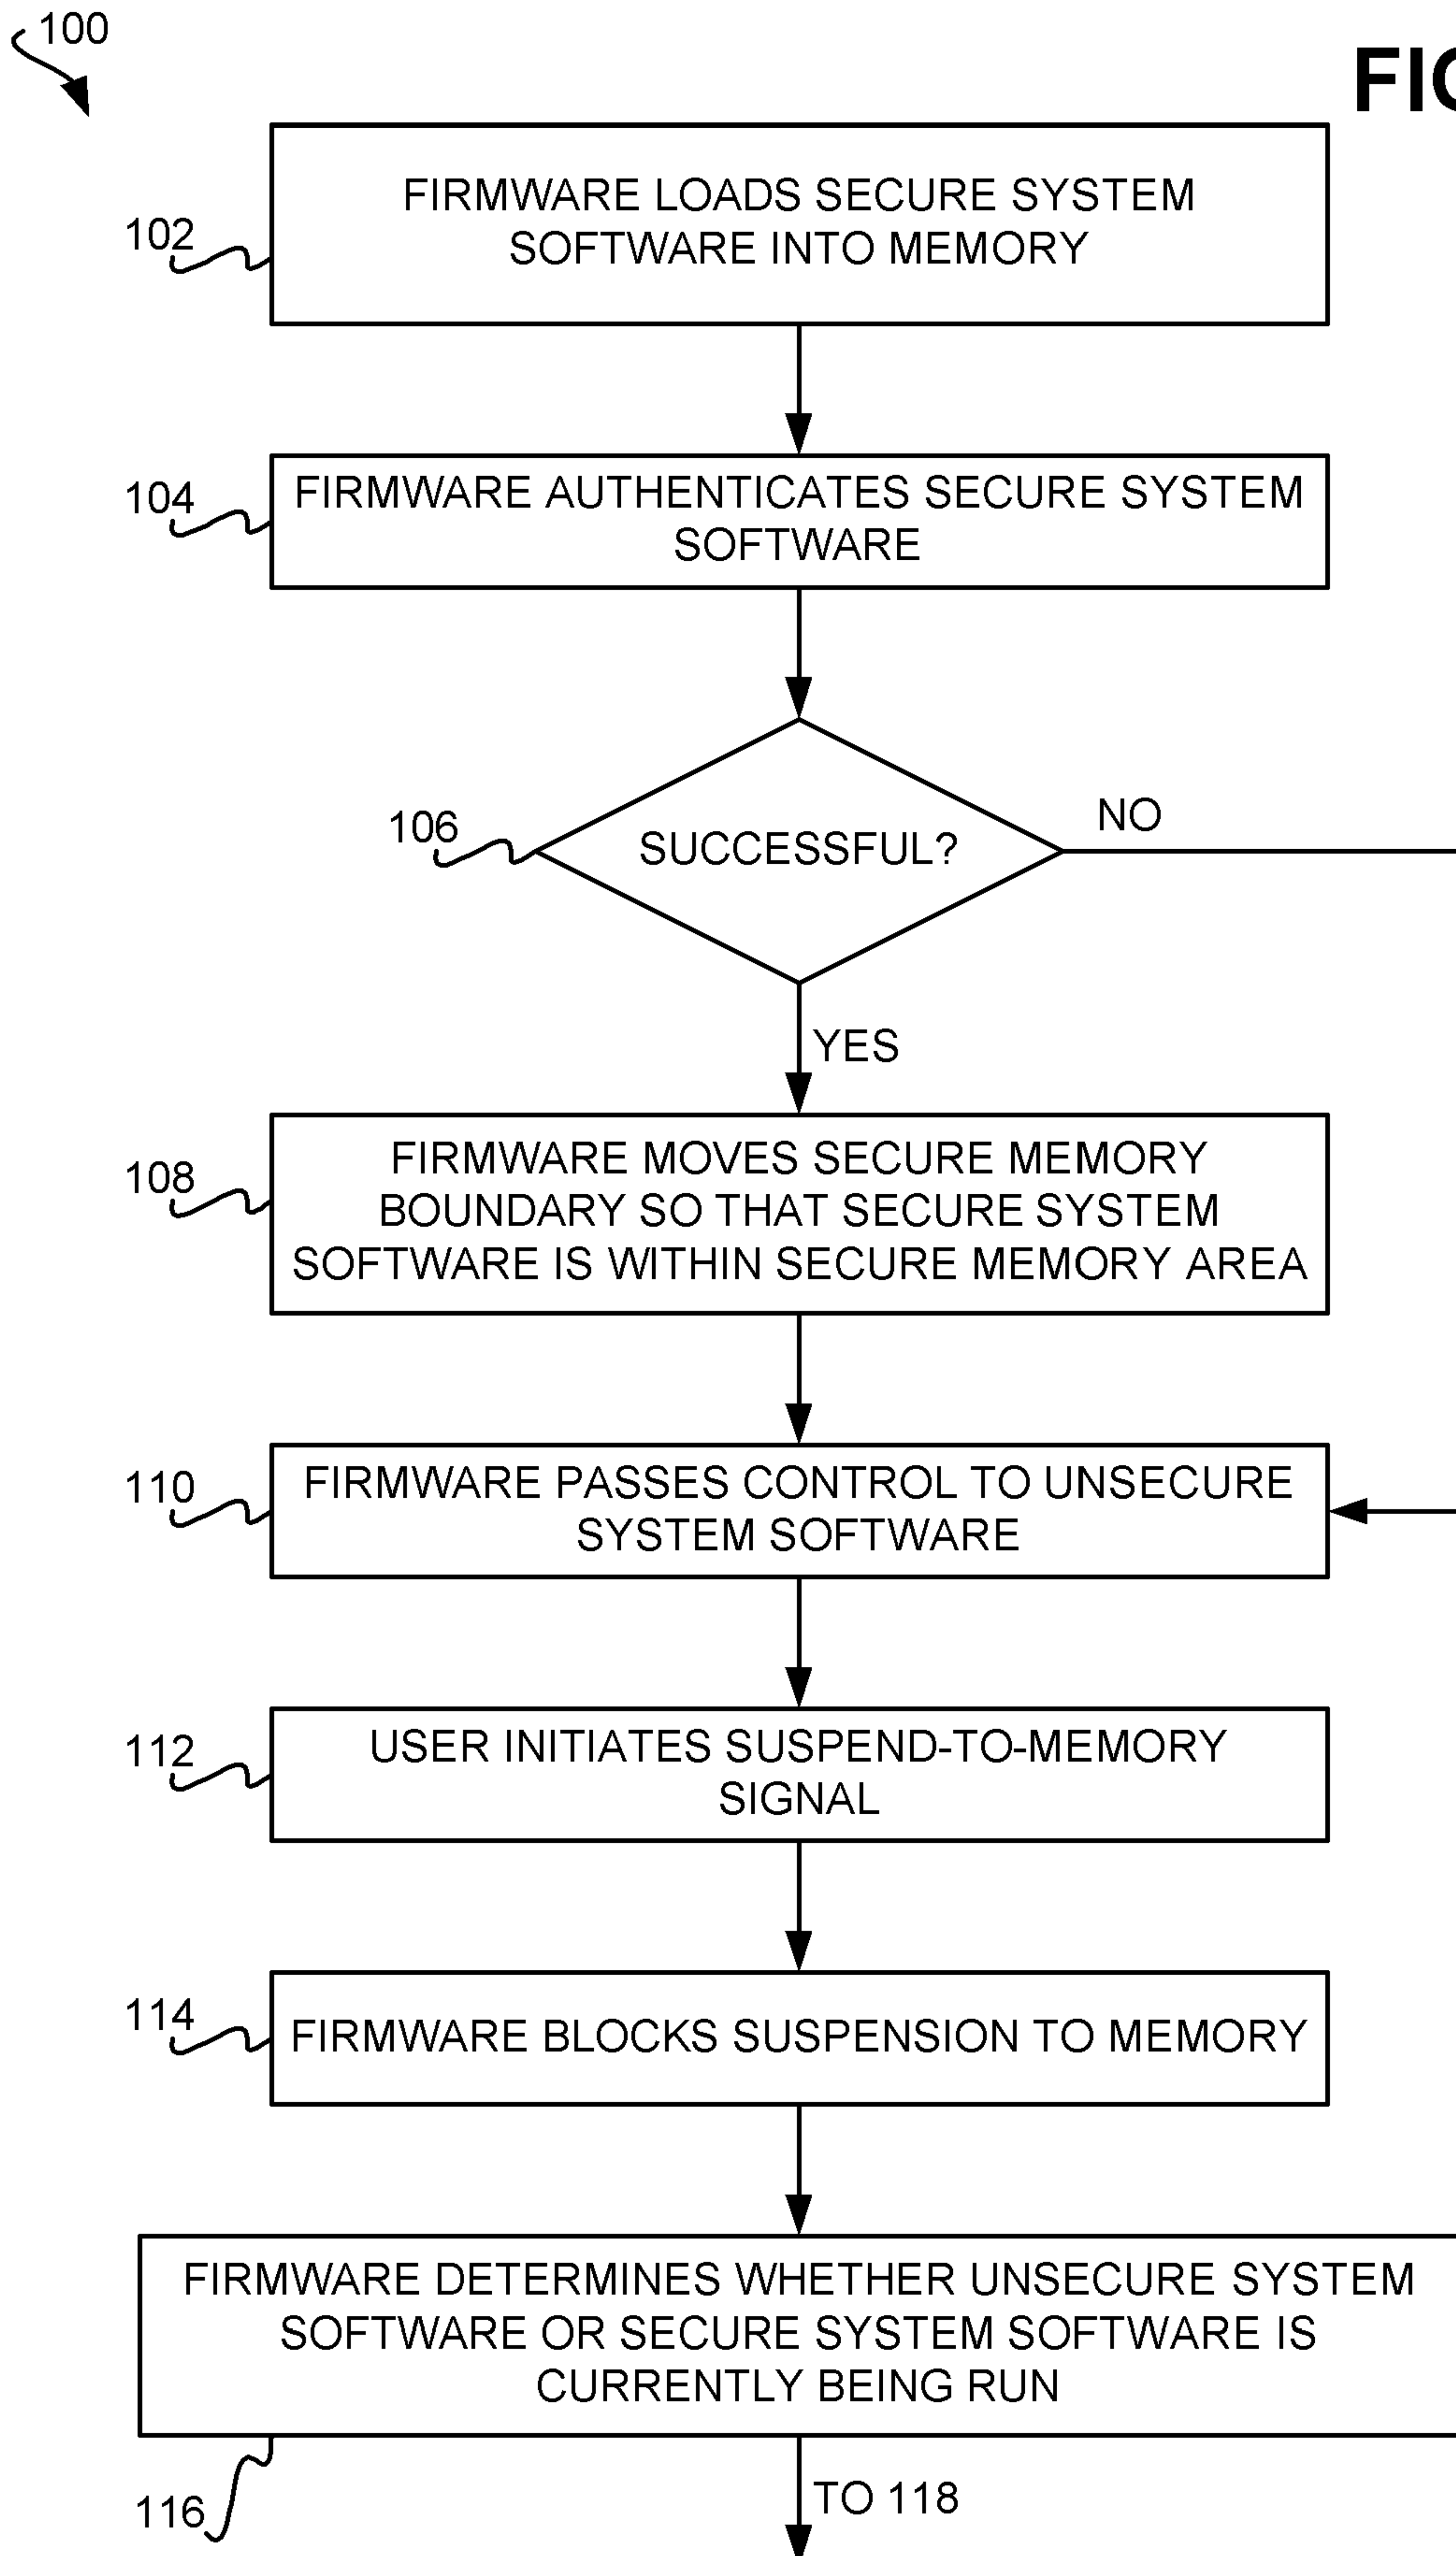 100
FIG
102
FIRMWARE LOADS SECURE SYSTEM
SOFTWARE INTO MEMORY
104
FIRMWARE AUTHENTICATES SECURE SYSTEM
SOFTWARE
106
SUCCESSFUL?
NO
YES
108
FIRMWARE MOVES SECURE MEMORY
BOUNDARY SO THAT SECURE SYSTEM
SOFTWARE IS WITHIN SECURE MEMORY AREA
110
FIRMWARE PASSES CONTROL TO UNSECURE
SYSTEM SOFTWARE
112
USER INITIATES SUSPEND-TO-MEMORY
SIGNAL
114
FIRMWARE BLOCKS SUSPENSION TO MEMORY
FIRMWARE DETERMINES WHETHER UNSECURE SYSTEM
SOFTWARE OR SECURE SYSTEM SOFTWARE IS
CURRENTLY BEING RUN
116
TO 118